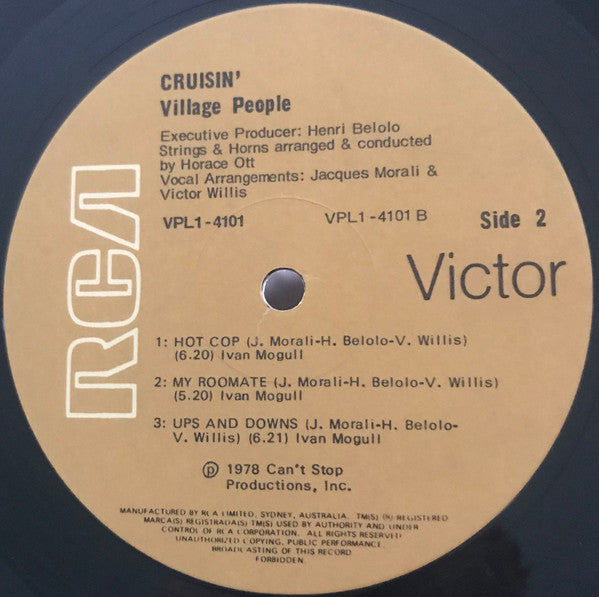 CRUISIN'
Village People
Executive Producer: Henri Belolo
Strings & Horns arranged & conducted
by Horace Ott
Vocal Arrangements: Jacques Morali &
Victor Willis
VPL1-4101 VPL1-4101 B Side 2
RCA Victor
1: HOT COP (J. Morali-H. Belolo-V. Willis)
(6.20) Ivan Mogull
2: MY ROOMATE (J. Morali-H. Belolo-V. Willis)
(5.20) Ivan Mogull
3: UPS AND DOWNS (J. Morali-H. Belolo-
V. Willis) (6.21) Ivan Mogull
℗ 1978 Can't Stop
Productions, Inc.
MANUFACTURED BY RCA LIMITED, SYDNEY, AUSTRALIA. TM(S) ® REGISTERED
MARCA(S) REGISTRADA(S) TM(S) USED BY AUTHORITY AND UNDER
CONTROL OF RCA CORPORATION. ALL RIGHTS RESERVED
UNAUTHORIZED COPYING, PUBLIC PERFORMANCE,
BROADCASTING OF THIS RECORD
FORBIDDEN.